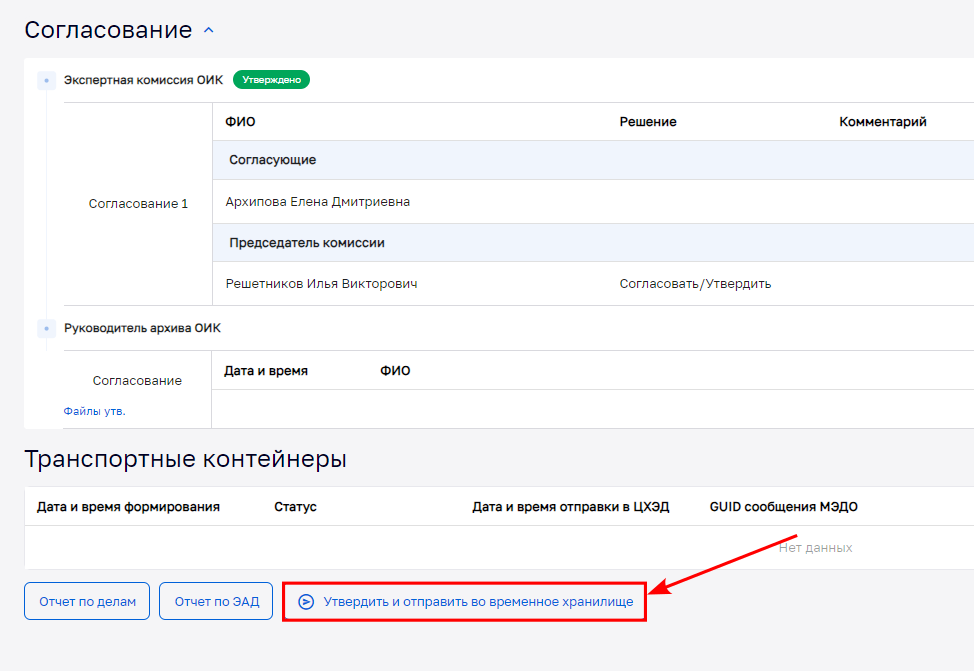 Согласование
Экспертная комиссия ОИК Утверждено
ФИО Решение Комментарий
Согласующие
Согласование 1
Архипова Елена Дмитриевна
Председатель комиссии
Решетников Илья Викторович Согласовать/Утвердить
Руководитель архива ОИК
Дата и время ФИО
Согласование
Файлы утв.
Транспортные контейнеры
Дата и время формирования Статус Дата и время отправки в ЦХЭД GUID сообщения МЭДО
Нет данных
Отчет по делам Отчет по ЭАД Утвердить и отправить во временное хранилище